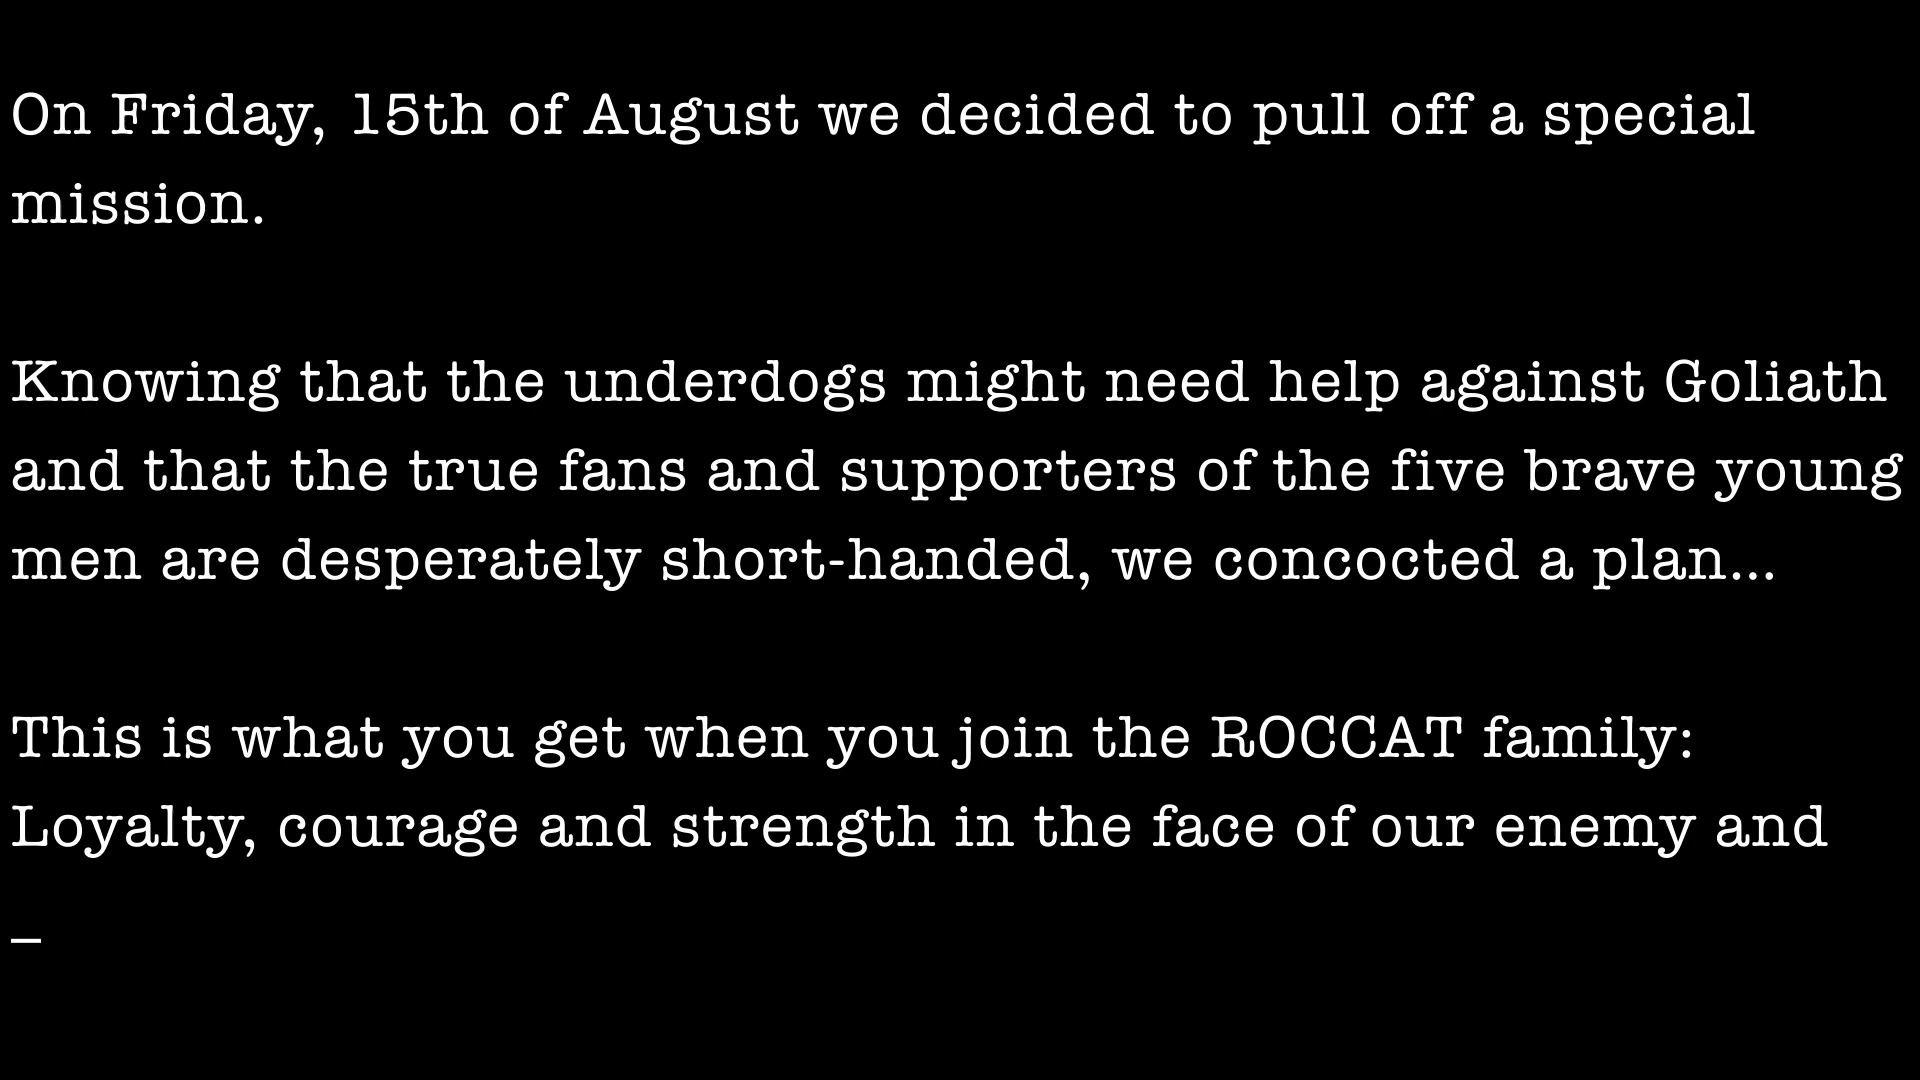 On Friday, 15th of August we decided to pull off a special
mission.
Knowing that the underdogs might need help against Goliath
and that the true fans and supporters of the five brave young
men are desperately short-handed, we concocted a plan...
This is what you get when you join the ROCCAT family:
Loyalty, courage and strength in the face of our enemy and
_